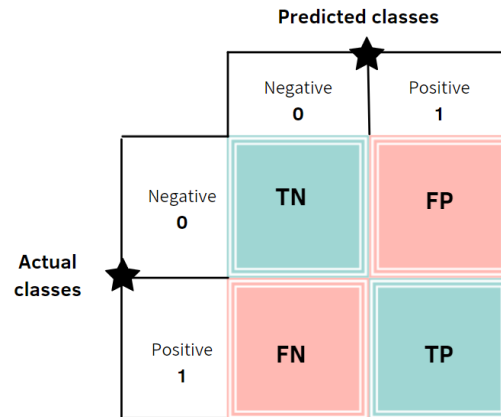 Predicted classes
Negative
0
Positive
1
Negative
0
TN
FP
Actual
classes
Positive
1
FN
TP